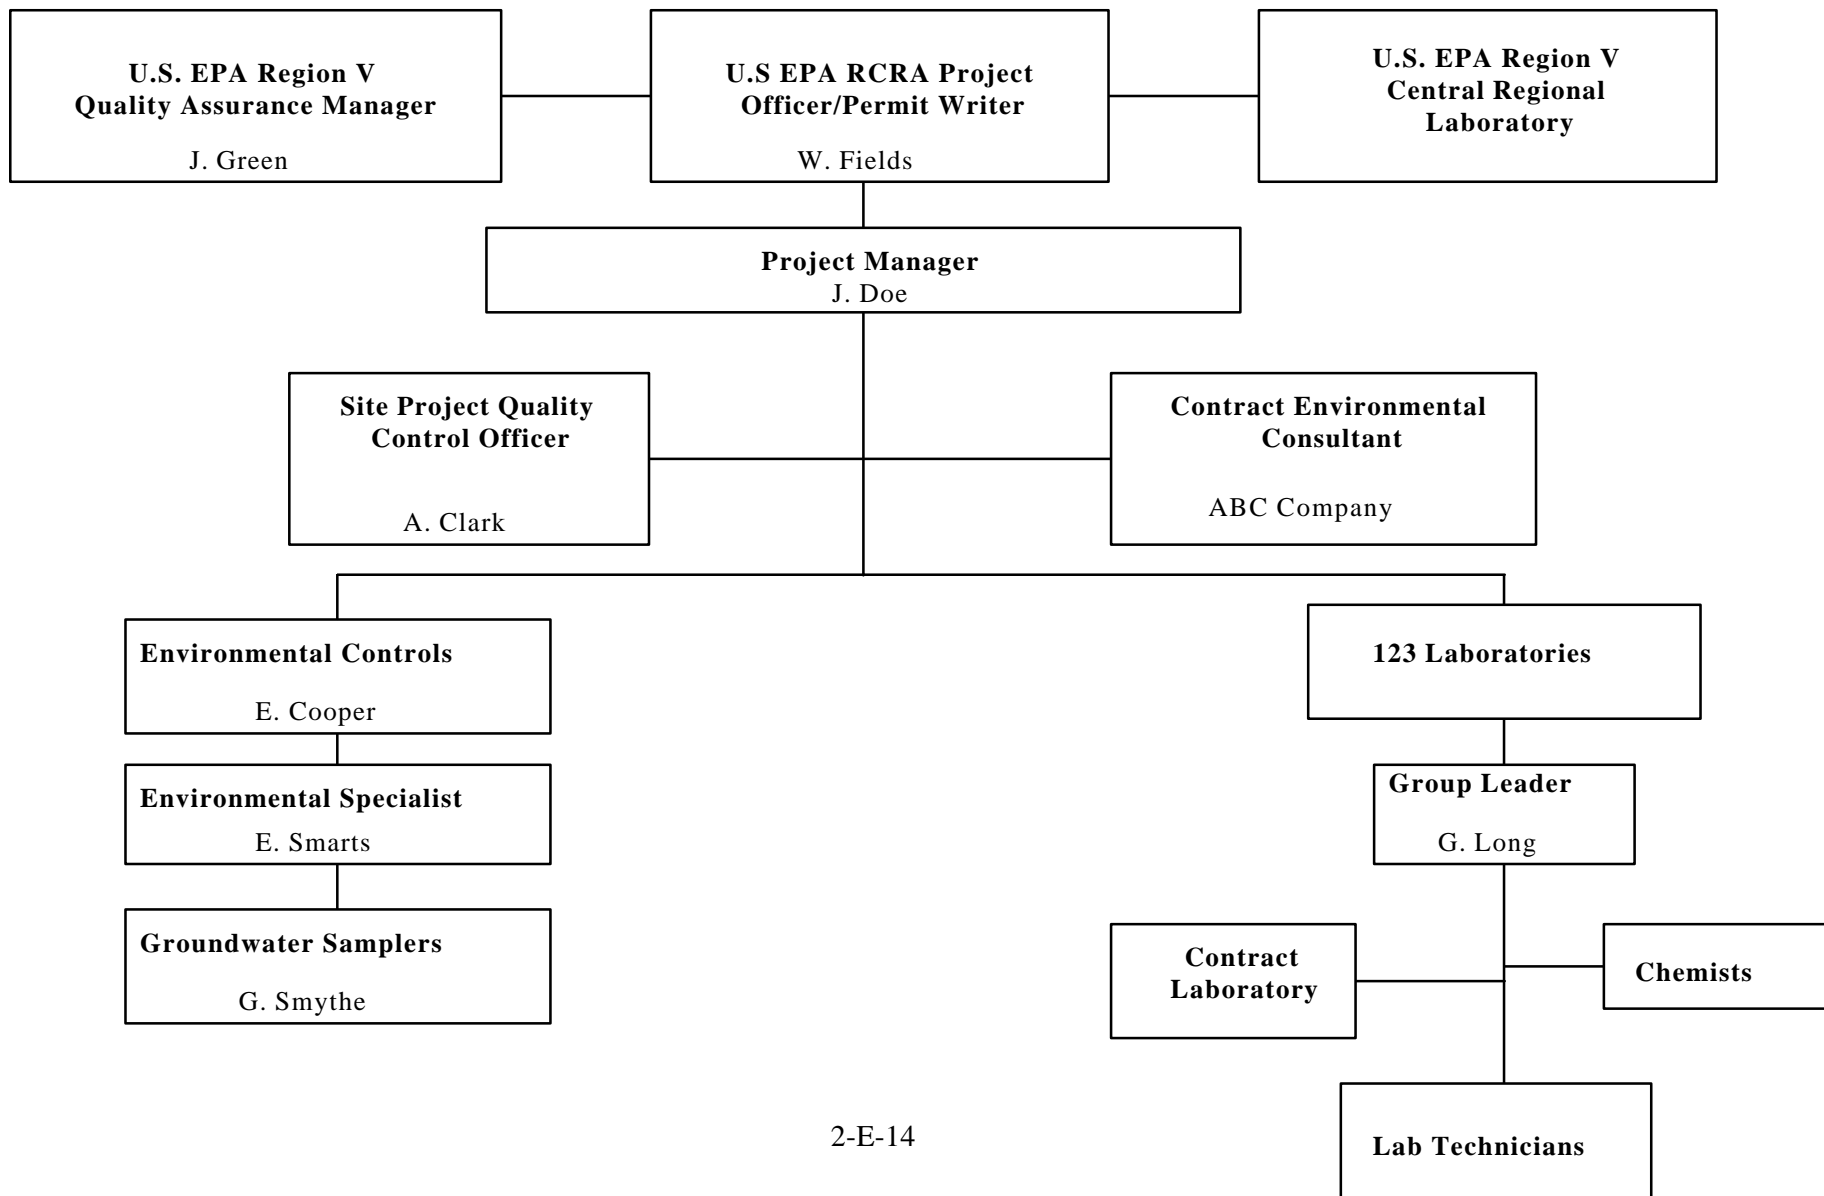 U.S. EPA Region V
Quality Assurance Manager
J. Green
U.S EPA RCRA Project
Officer/Permit Writer
W. Fields
U.S. EPA Region V
Central Regional
Laboratory
Project Manager
J. Doe
Site Project Quality
Control Officer
A. Clark
Contract Environmental
Consultant
ABC Company
Environmental Controls
E. Cooper
123 Laboratories
Environmental Specialist
E. Smarts
Group Leader
G. Long
Groundwater Samplers
G. Smythe
Contract
Laboratory
Chemists
Lab Technicians
2-E-14